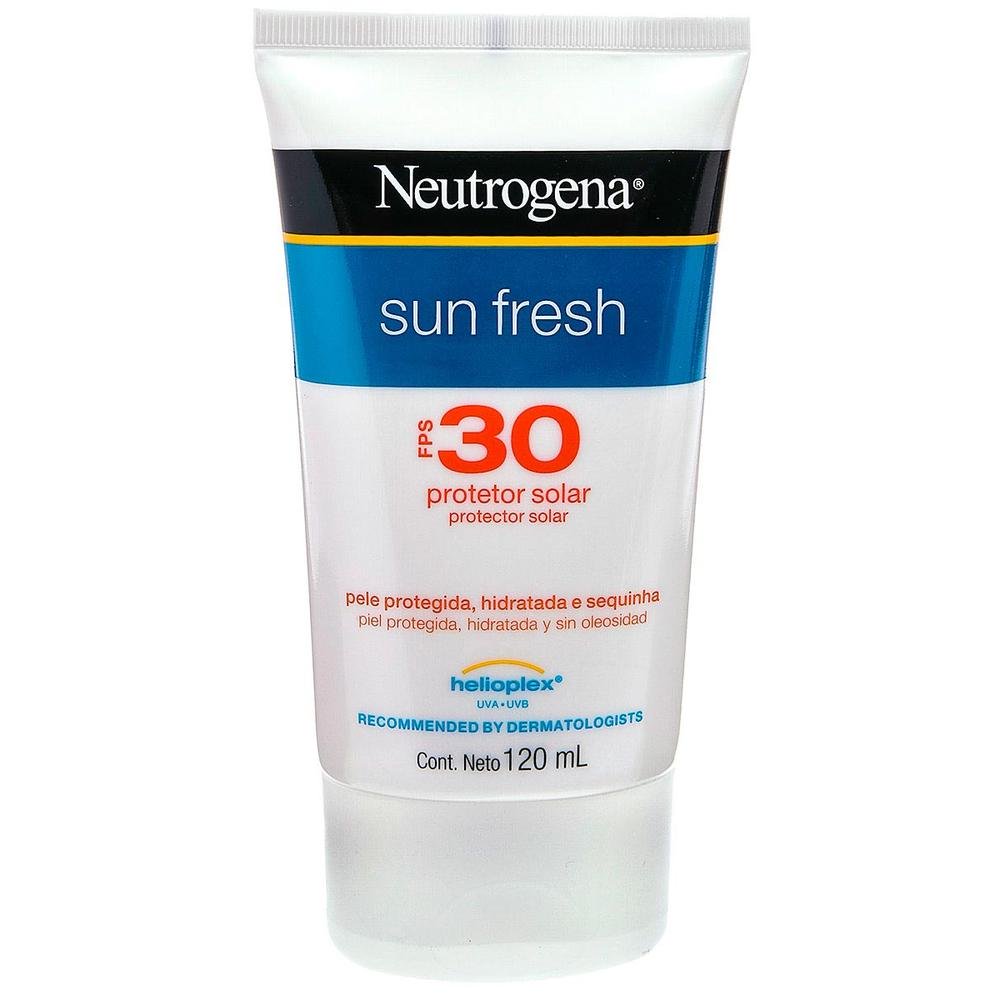 Neutrogena®
sun fresh
FPS 30
protetor solar
protector solar
pele protegida, hidratada e sequinha
piel protegida, hidratada y sin oleosidad
helioplex®
UVA • UVB
RECOMMENDED BY DERMATOLOGISTS
Cont. Neto 120 mL